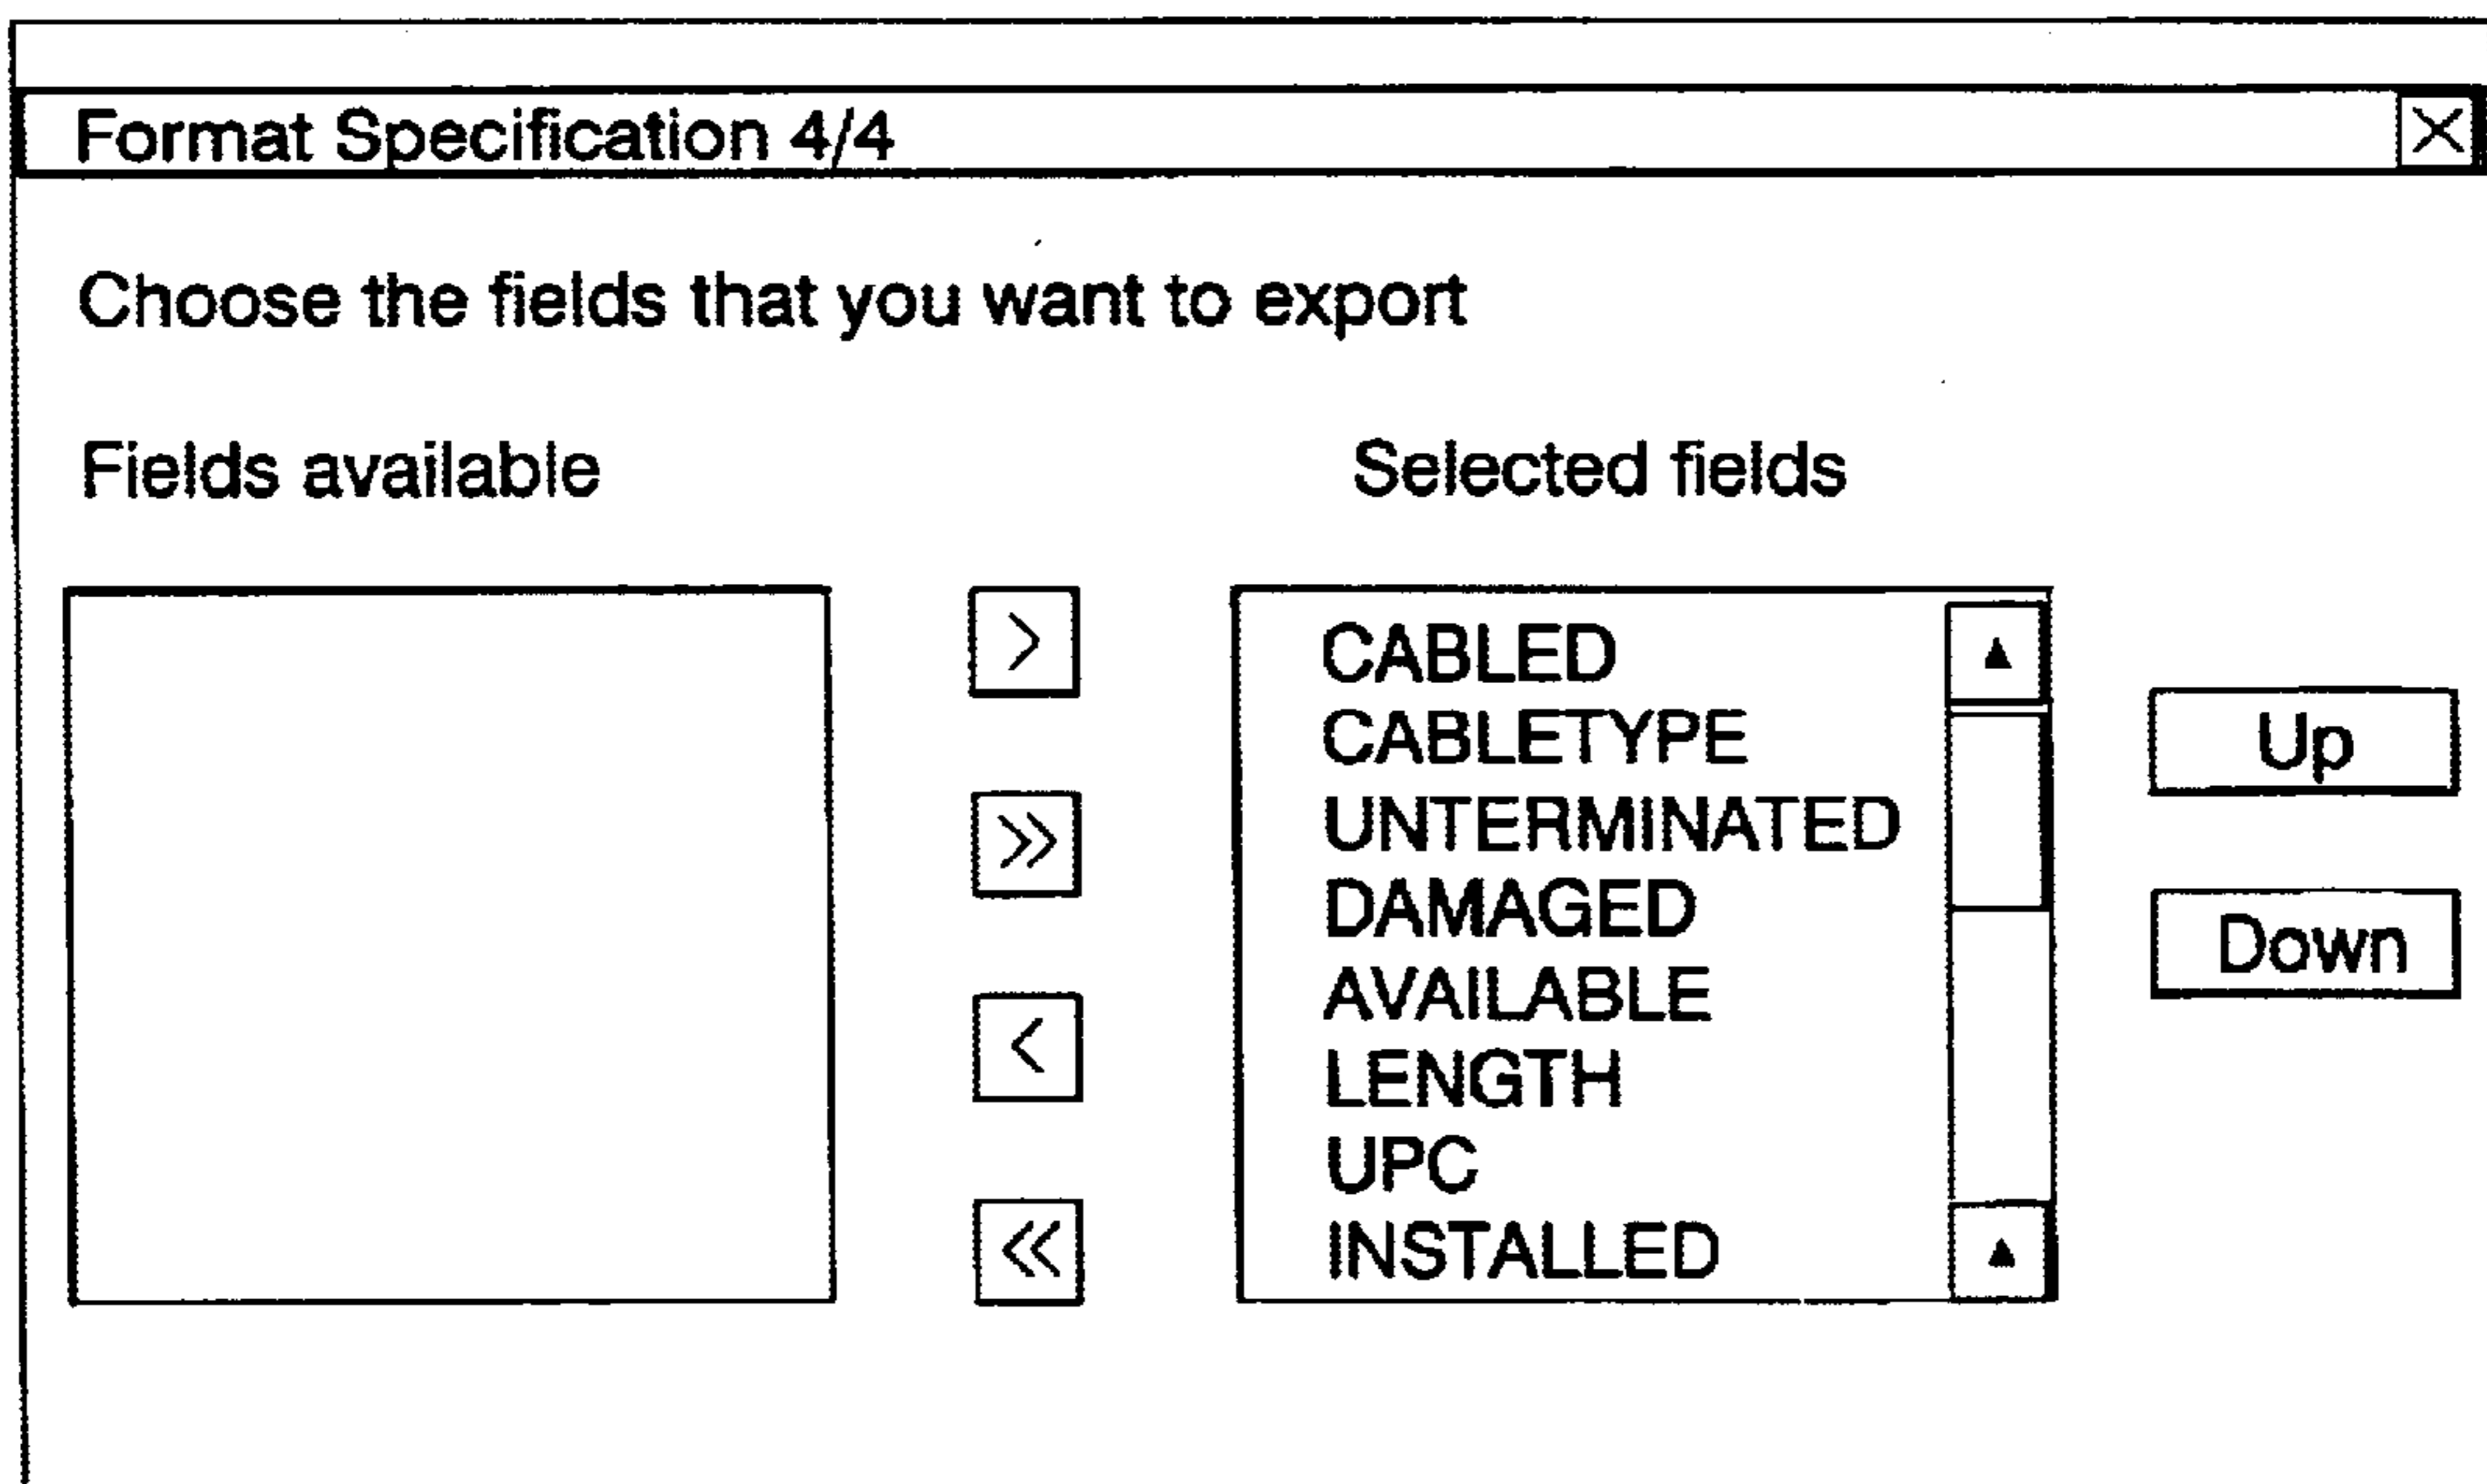 Format Specification 4/4
Choose the fields that you want to export
Fields available
Selected fields
>
>>
<
<<
CABLED
CABLETYPE
UNTERMINATED
DAMAGED
AVAILABLE
LENGTH
UPC
INSTALLED
Up
Down